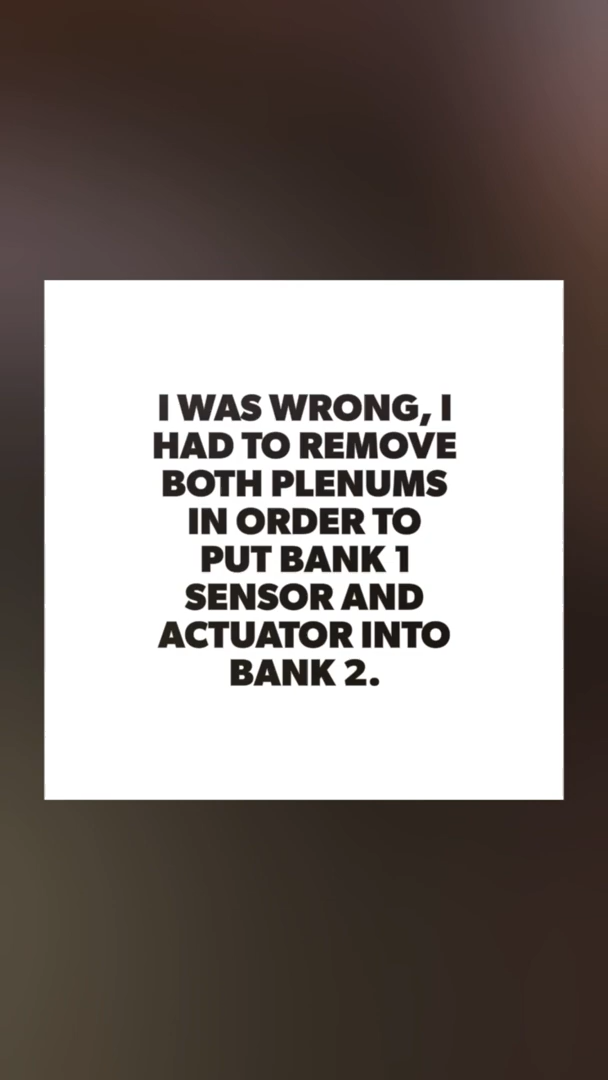 I WAS WRONG, I
HAD TO REMOVE
BOTH PLENUMS
IN ORDER TO
PUT BANK 1
SENSOR AND
ACTUATOR INTO
BANK 2.